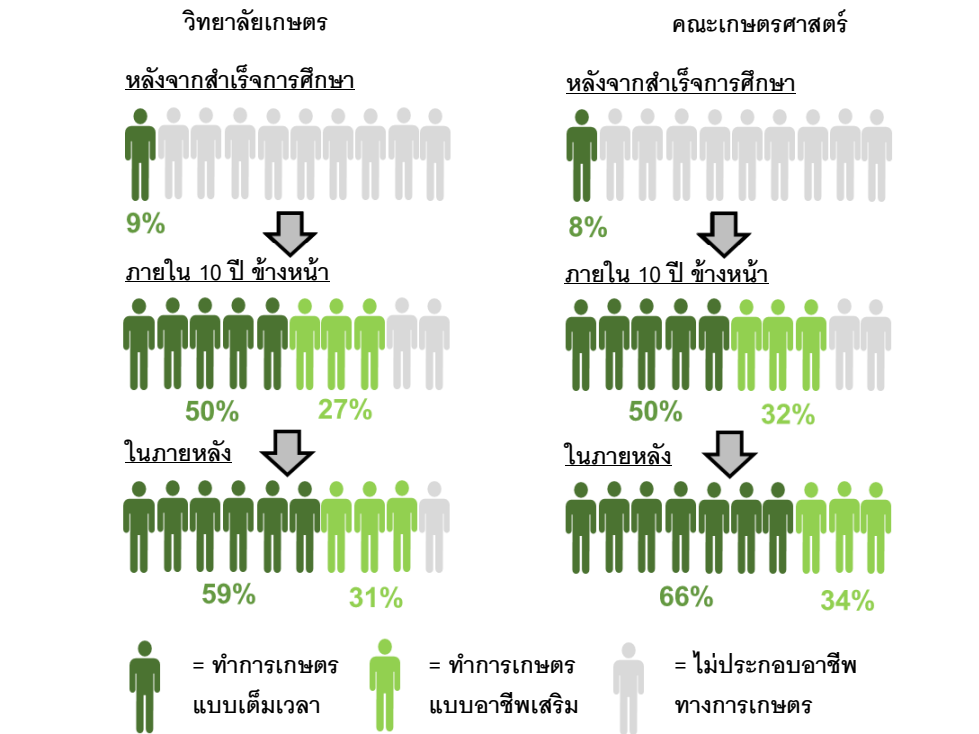 วิทยาลัยเกษตร
คณะเกษตรศาสตร์
หลังจากสำเร็จการศึกษา
หลังจากสำเร็จการศึกษา
9%
8%
ภายใน 10 ปี ข้างหน้า
ภายใน 10 ปี ข้างหน้า
50%
27%
50%
32%
ในภายหลัง
ในภายหลัง
59%
31%
66%
34%
= ทำการเกษตร
แบบเต็มเวลา
= ทำการเกษตร
แบบอาชีพเสริม
= ไม่ประกอบอาชีพ
ทางการเกษตร